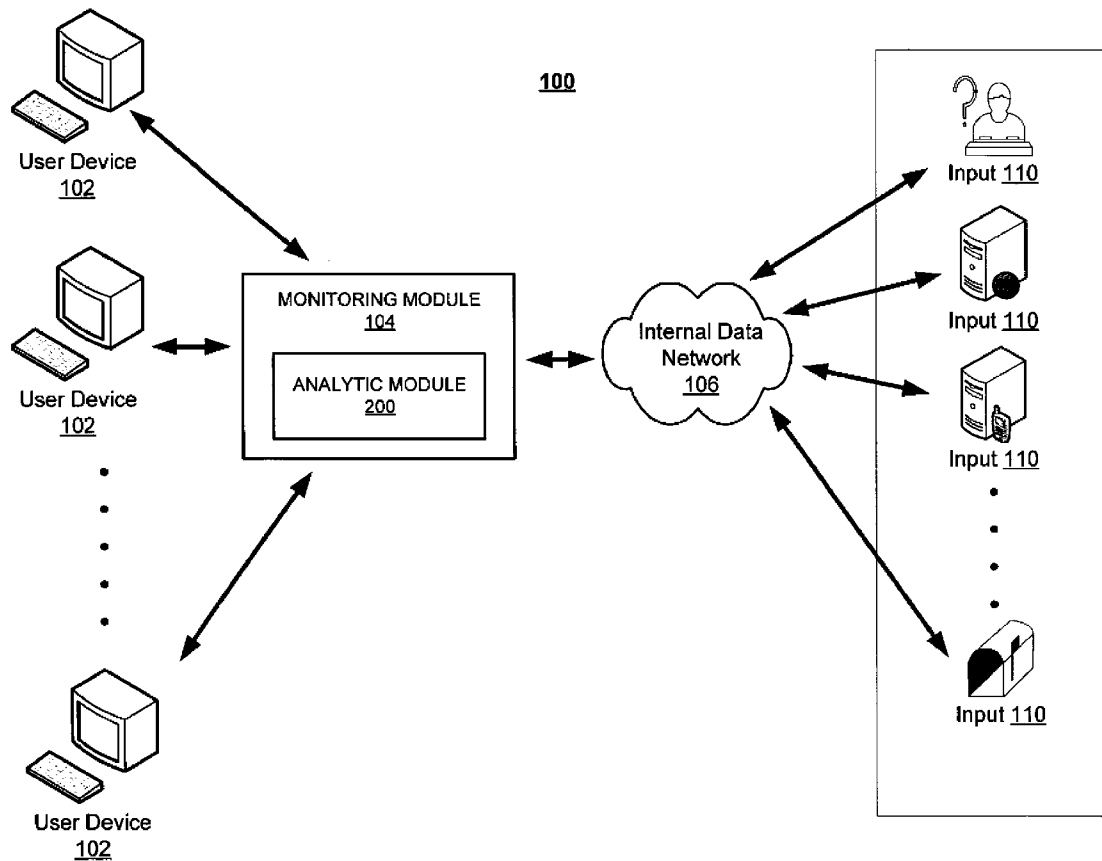 100
User Device
102
User Device
102
User Device
102
MONITORING MODULE
104
ANALYTIC MODULE
200
Internal Data
Network
106
?
Input 110
Input 110
Input 110
Input 110